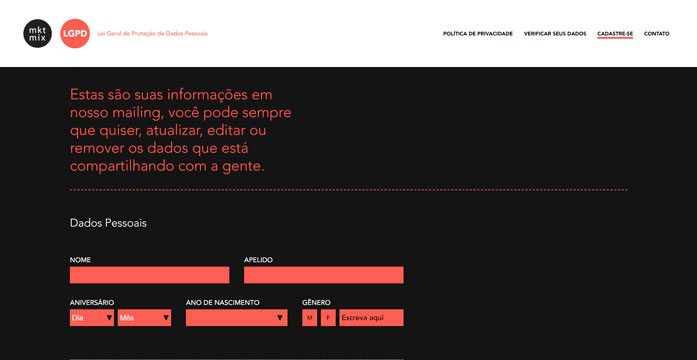 mkt
mix
LGPD
Lei Geral de Proteção de Dados Pessoais
POLÍTICA DE PRIVACIDADE
VERIFICAR SEUS DADOS
CADASTRE-SE
CONTATO
Estas são suas informações em
nosso mailing, você pode sempre
que quiser, atualizar, editar ou
remover os dados que está
compartilhando com a gente.
Dados Pessoais
NOME
APELIDO
ANIVERSÁRIO
ANO DE NASCIMENTO
GÊNERO
Dia
Mês
M
F
Escreva aqui